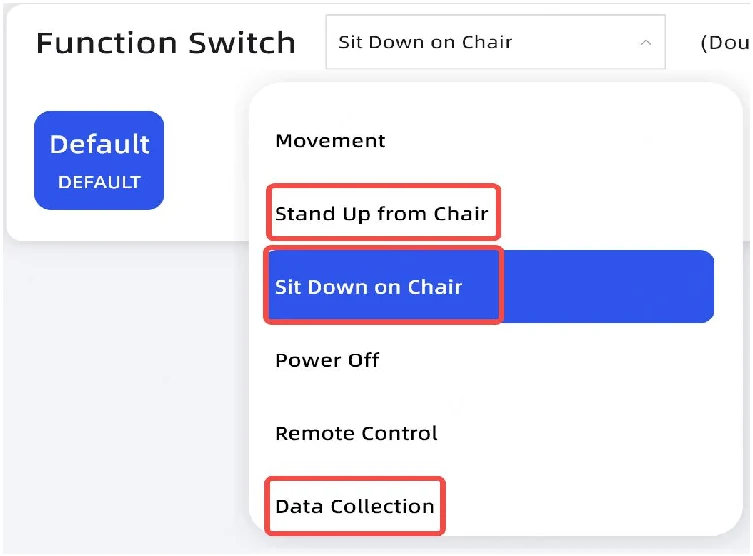 Function Switch
Sit Down on Chair
(Dou
Default
DEFAULT
Movement
Stand Up from Chair
Sit Down on Chair
Power Off
Remote Control
Data Collection